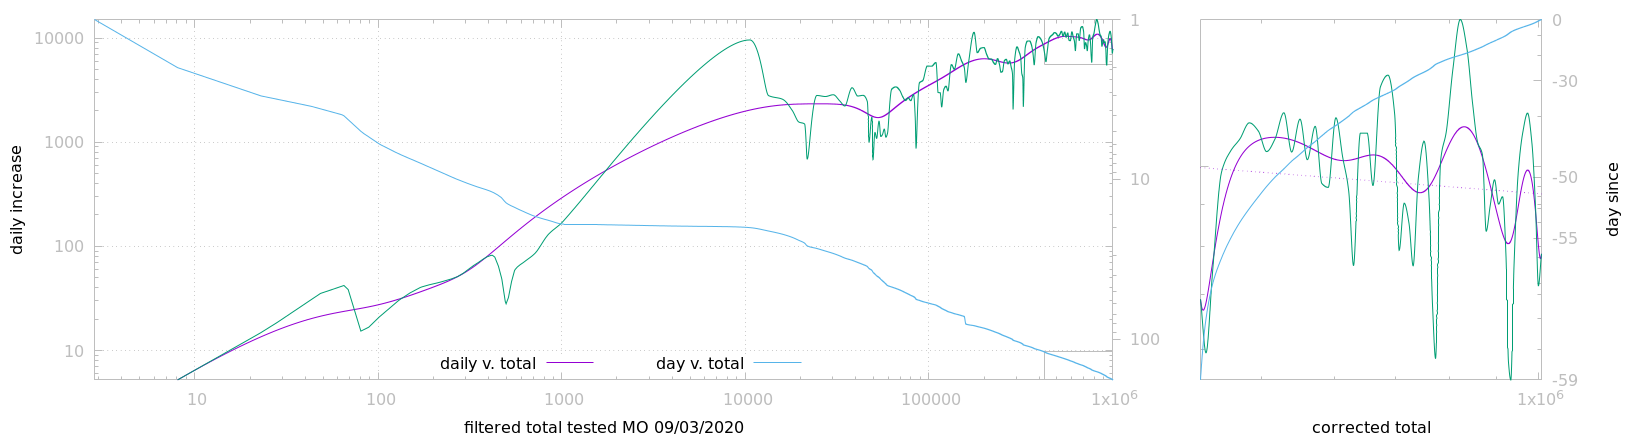 daily increase
10000
1000
100
10
10
100
1000
10000
100000
1x10^6
1
10
100
daily v. total
day v. total
filtered total tested MO 09/03/2020
0
-30
-50
-55
-59
day since
1x10^6
corrected total